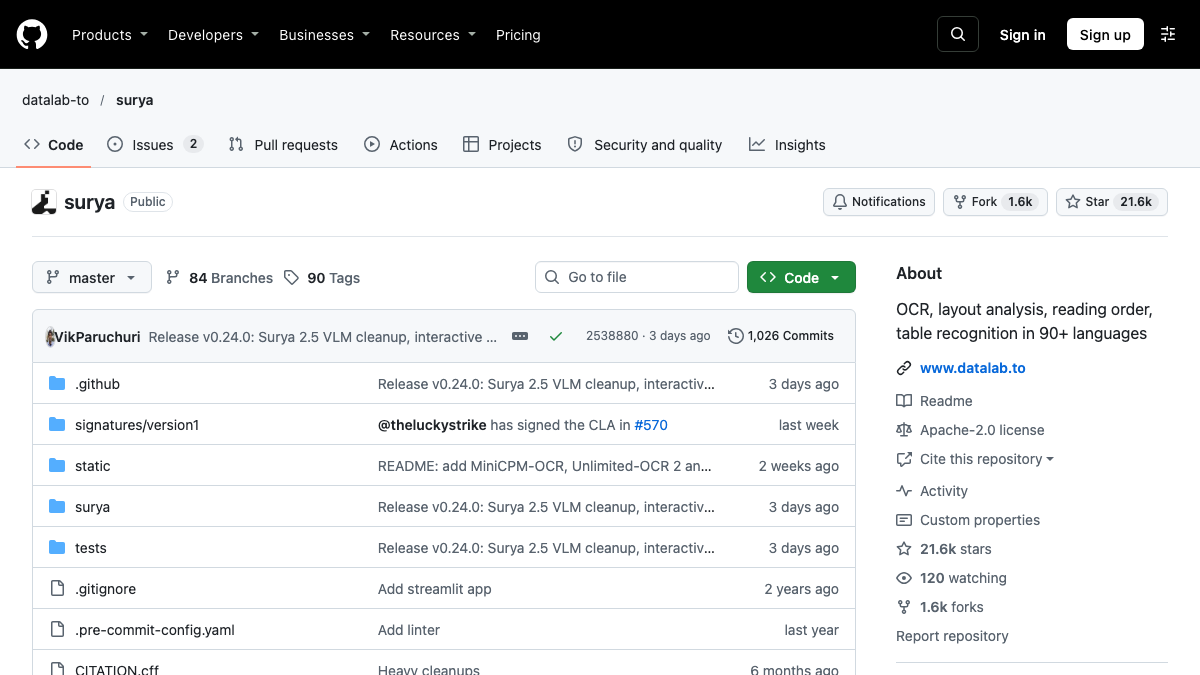 Products Developers Businesses Resources Pricing Sign in Sign up
datalab-to / surya
Code Issues 2 Pull requests Actions Projects Security and quality Insights
surya Public Notifications Fork 1.6k Star 21.6k
master 84 Branches 90 Tags Go to file Code
VikParuchuri Release v0.24.0: Surya 2.5 VLM cleanup, interactive ... 2538880 · 3 days ago 1,026 Commits
.github Release v0.24.0: Surya 2.5 VLM cleanup, interactiv... 3 days ago
signatures/version1 @theluckystrike has signed the CLA in #570 last week
static README: add MiniCPM-OCR, Unlimited-OCR 2 an... 2 weeks ago
surya Release v0.24.0: Surya 2.5 VLM cleanup, interactiv... 3 days ago
tests Release v0.24.0: Surya 2.5 VLM cleanup, interactiv... 3 days ago
.gitignore Add streamlit app 2 years ago
.pre-commit-config.yaml Add linter last year
CITATION.cff Heavy cleanups 6 months ago
About
OCR, layout analysis, reading order,
table recognition in 90+ languages
www.datalab.to
Readme
Apache-2.0 license
Cite this repository
Activity
Custom properties
21.6k stars
120 watching
1.6k forks
Report repository